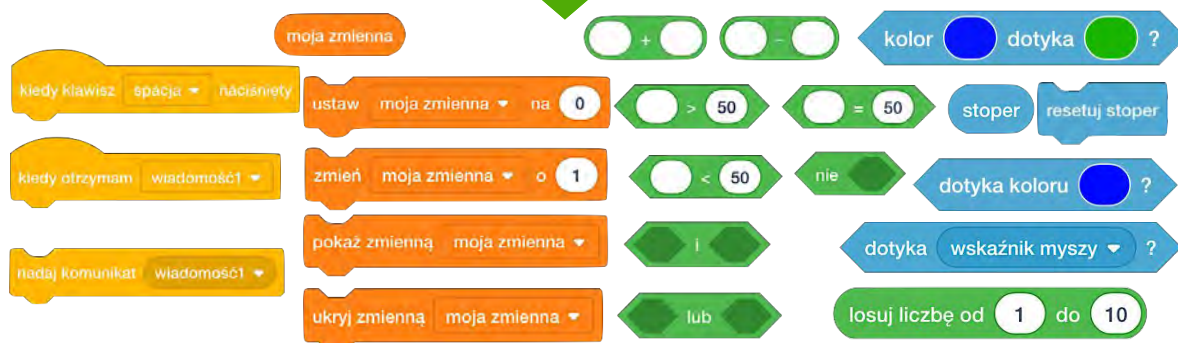 moja zmienna
+
-
kolor dotyka ?
kiedy klawisz spacja naciśnięty
ustaw moja zmienna na 0
> 50
= 50
stoper
resetuj stoper
kiedy otrzymam wiadomość1
zmień moja zmienna o 1
< 50
nie
dotyka koloru ?
pokaż zmienną moja zmienna
i
dotyka wskaźnik myszy ?
nadaj komunikat wiadomość1
ukryj zmienną moja zmienna
lub
losuj liczbę od 1 do 10